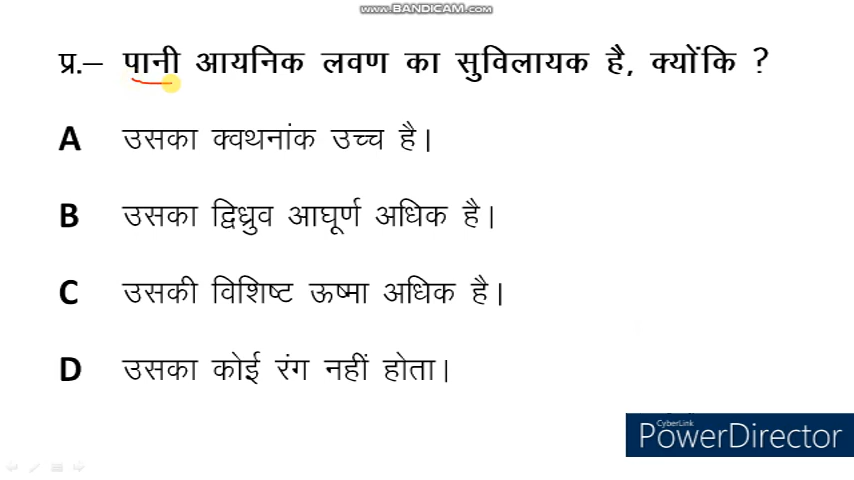 www.BANDICAM.com
प्र.– पानी आयनिक लवण का सुविलायक है, क्योंकि ?
A उसका क्वथनांक उच्च है।
B उसका द्विध्रुव आघूर्ण अधिक है।
C उसकी विशिष्ट ऊष्मा अधिक है।
D उसका कोई रंग नहीं होता।
CyberLink
PowerDirector